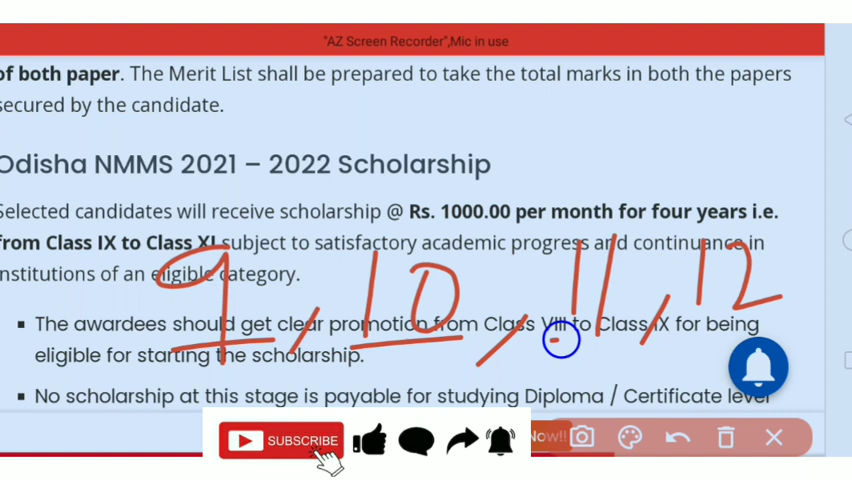 "AZ Screen Recorder",Mic in use
of both paper. The Merit List shall be prepared to take the total marks in both the papers
secured by the candidate.
Odisha NMMS 2021 – 2022 Scholarship
Selected candidates will receive scholarship @ Rs. 1000.00 per month for four years i.e.
from Class IX to Class XI subject to satisfactory academic progress and continuance in
institutions of an eligible category.
9, 10, 11, 12
▪ The awardees should get clear promotion from Class VIII to Class IX for being
eligible for starting the scholarship.
▪ No scholarship at this stage is payable for studying Diploma / Certificate level
SUBSCRIBE
Now!!